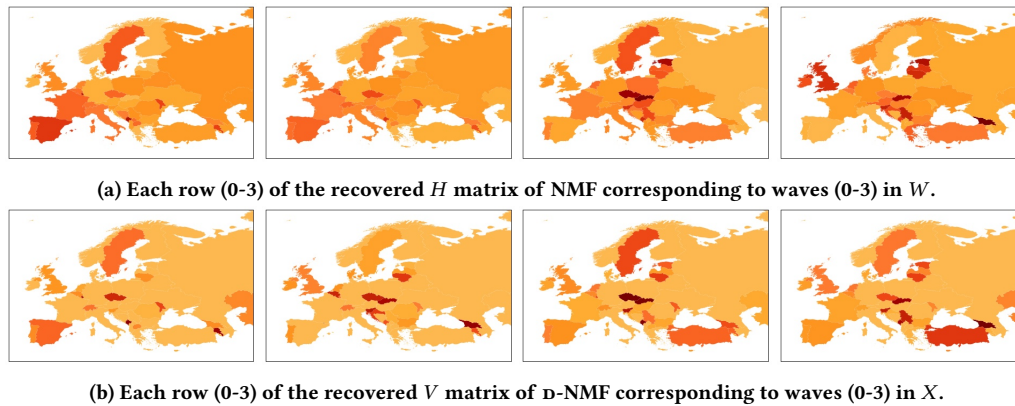 (a) Each row (0-3) of the recovered H matrix of NMF corresponding to waves (0-3) in W.
(b) Each row (0-3) of the recovered V matrix of D-NMF corresponding to waves (0-3) in X.